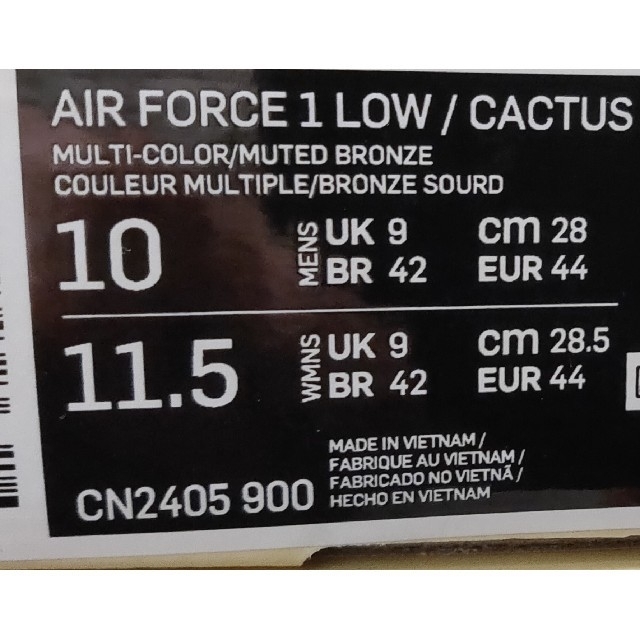 AIR FORCE 1 LOW / CACTUS
MULTI-COLOR/MUTED BRONZE
COULEUR MULTIPLE/BRONZE SOURD
10 MENS UK 9 cm 28
BR 42 EUR 44
11.5 WMNS UK 9 cm 28.5
BR 42 EUR 44
MADE IN VIETNAM /
FABRIQUE AU VIETNAM /
FABRICADO NO VIETNÃ /
HECHO EN VIETNAM
CN2405 900